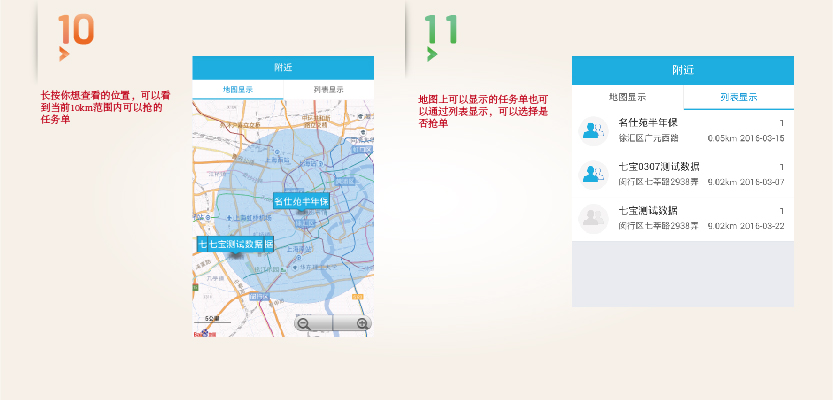 10
长按你想查看的位置，可以看
到当前10km范围内可以抢的
任务单
附近
地图显示
列表显示
名仕苑半年保
七七宝测试数据 据
5公里
11
地图上可以显示的任务单也可
以通过列表显示，可以选择是
否抢单
附近
地图显示
列表显示
名仕苑半年保 1
徐汇区广元西路 0.05km 2016-03-15
七宝0307测试数据 1
闵行区七莘路2938弄 9.02km 2016-03-07
七宝测试数据 1
闵行区七莘路2938弄 9.02km 2016-03-22